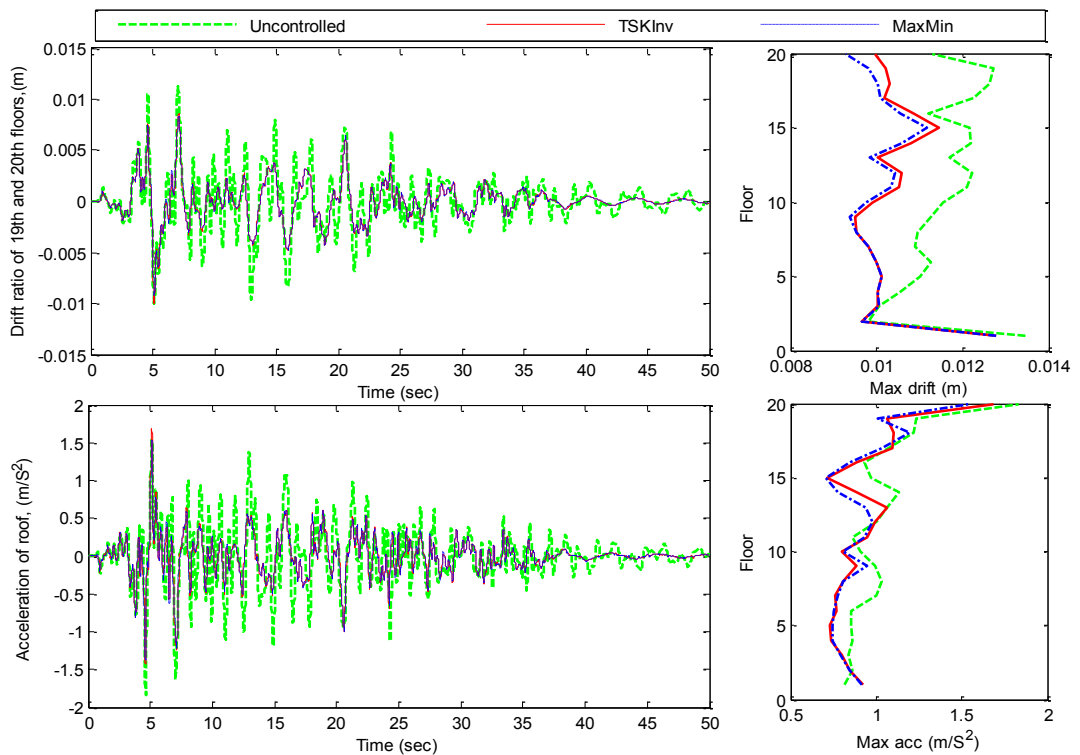 Uncontrolled TSKInv MaxMin
0.015
0.01
0.005
0
-0.005
-0.01
-0.015
Drift ratio of 19th and 20th floors,(m)
0 5 10 15 20 25 30 35 40 45 50
Time (sec)
20
15
10
5
0
Floor
0.008 0.01 0.012 0.014
Max drift (m)
2
1.5
1
0.5
0
-0.5
-1
-1.5
-2
Acceleration of roof, (m/S²)
0 5 10 15 20 25 30 35 40 45 50
Time (sec)
20
15
10
5
0
Floor
0.5 1 1.5 2
Max acc (m/S²)